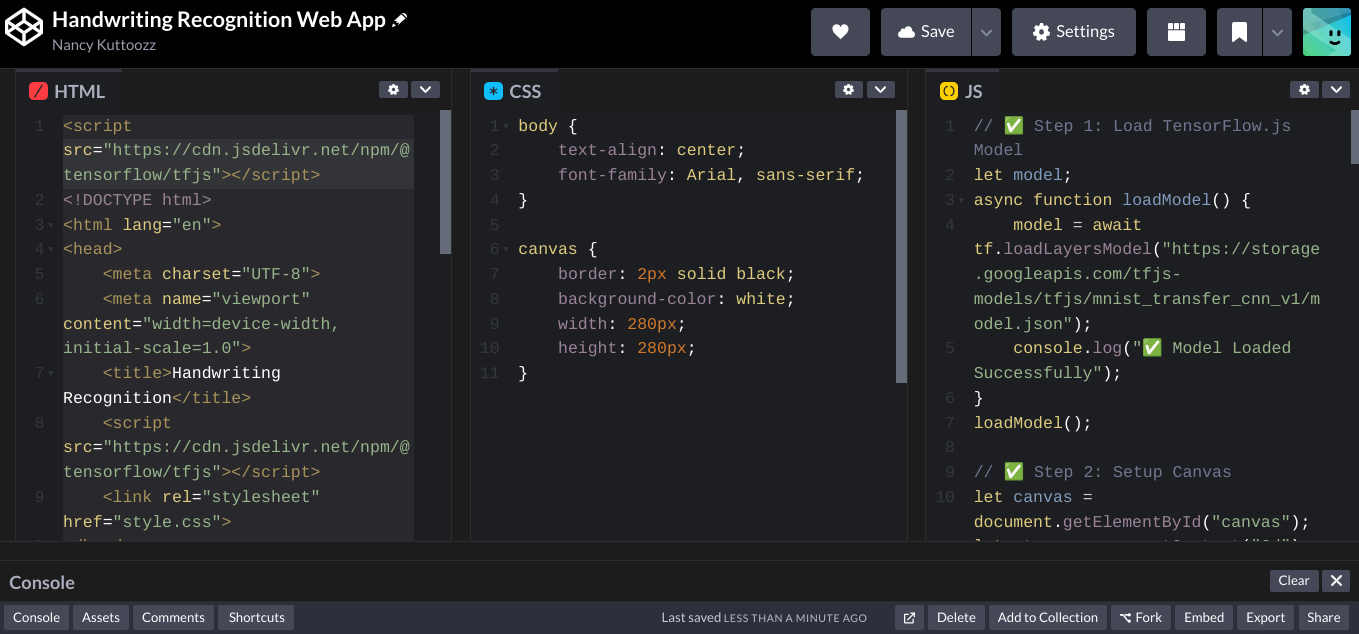 Handwriting Recognition Web App
Nancy Kuttoozz
Save
Settings
HTML
1 <script
src="https://cdn.jsdelivr.net/npm/@
tensorflow/tfjs"></script>
2 <!DOCTYPE html>
3 <html lang="en">
4 <head>
5 <meta charset="UTF-8">
6 <meta name="viewport"
content="width=device-width,
initial-scale=1.0">
7 <title>Handwriting
Recognition</title>
8 <script
src="https://cdn.jsdelivr.net/npm/@
tensorflow/tfjs"></script>
9 <link rel="stylesheet"
href="style.css">
CSS
1 body {
2 text-align: center;
3 font-family: Arial, sans-serif;
4 }
5
6 canvas {
7 border: 2px solid black;
8 background-color: white;
9 width: 280px;
10 height: 280px;
11 }
JS
1 // ✅ Step 1: Load TensorFlow.js
Model
2 let model;
3 async function loadModel() {
4 model = await
tf.loadLayersModel("https://storage
.googleapis.com/tfjs-
models/tfjs/mnist_transfer_cnn_v1/m
odel.json");
5 console.log("✅ Model Loaded
Successfully");
6 }
7 loadModel();
8
9 // ✅ Step 2: Setup Canvas
10 let canvas =
document.getElementById("canvas");
Console
Clear
Console Assets Comments Shortcuts
Last saved LESS THAN A MINUTE AGO
Delete Add to Collection Fork Embed Export Share